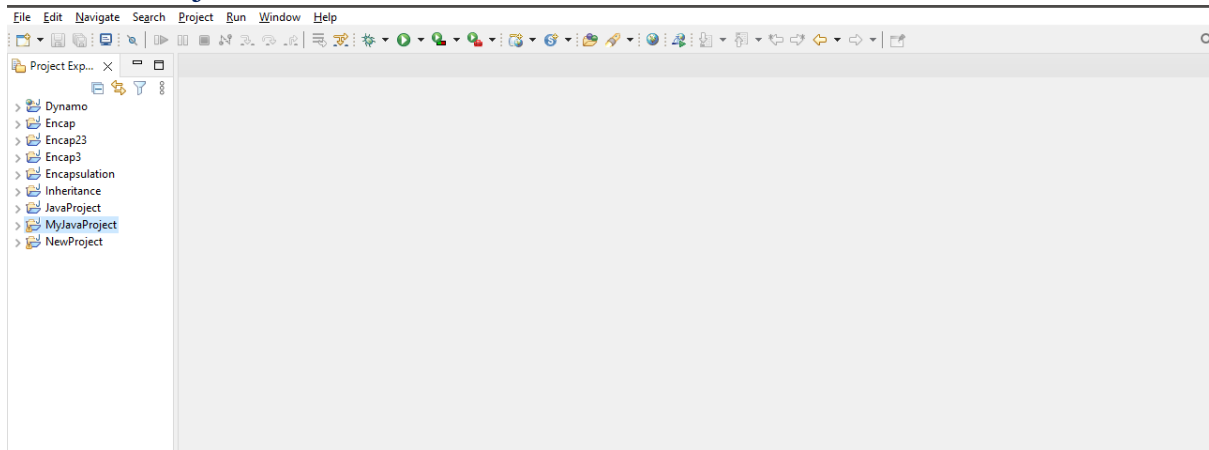 File Edit Navigate Search Project Run Window Help
Project Exp...
Dynamo
Encap
Encap23
Encap3
Encapsulation
Inheritance
JavaProject
MyJavaProject
NewProject